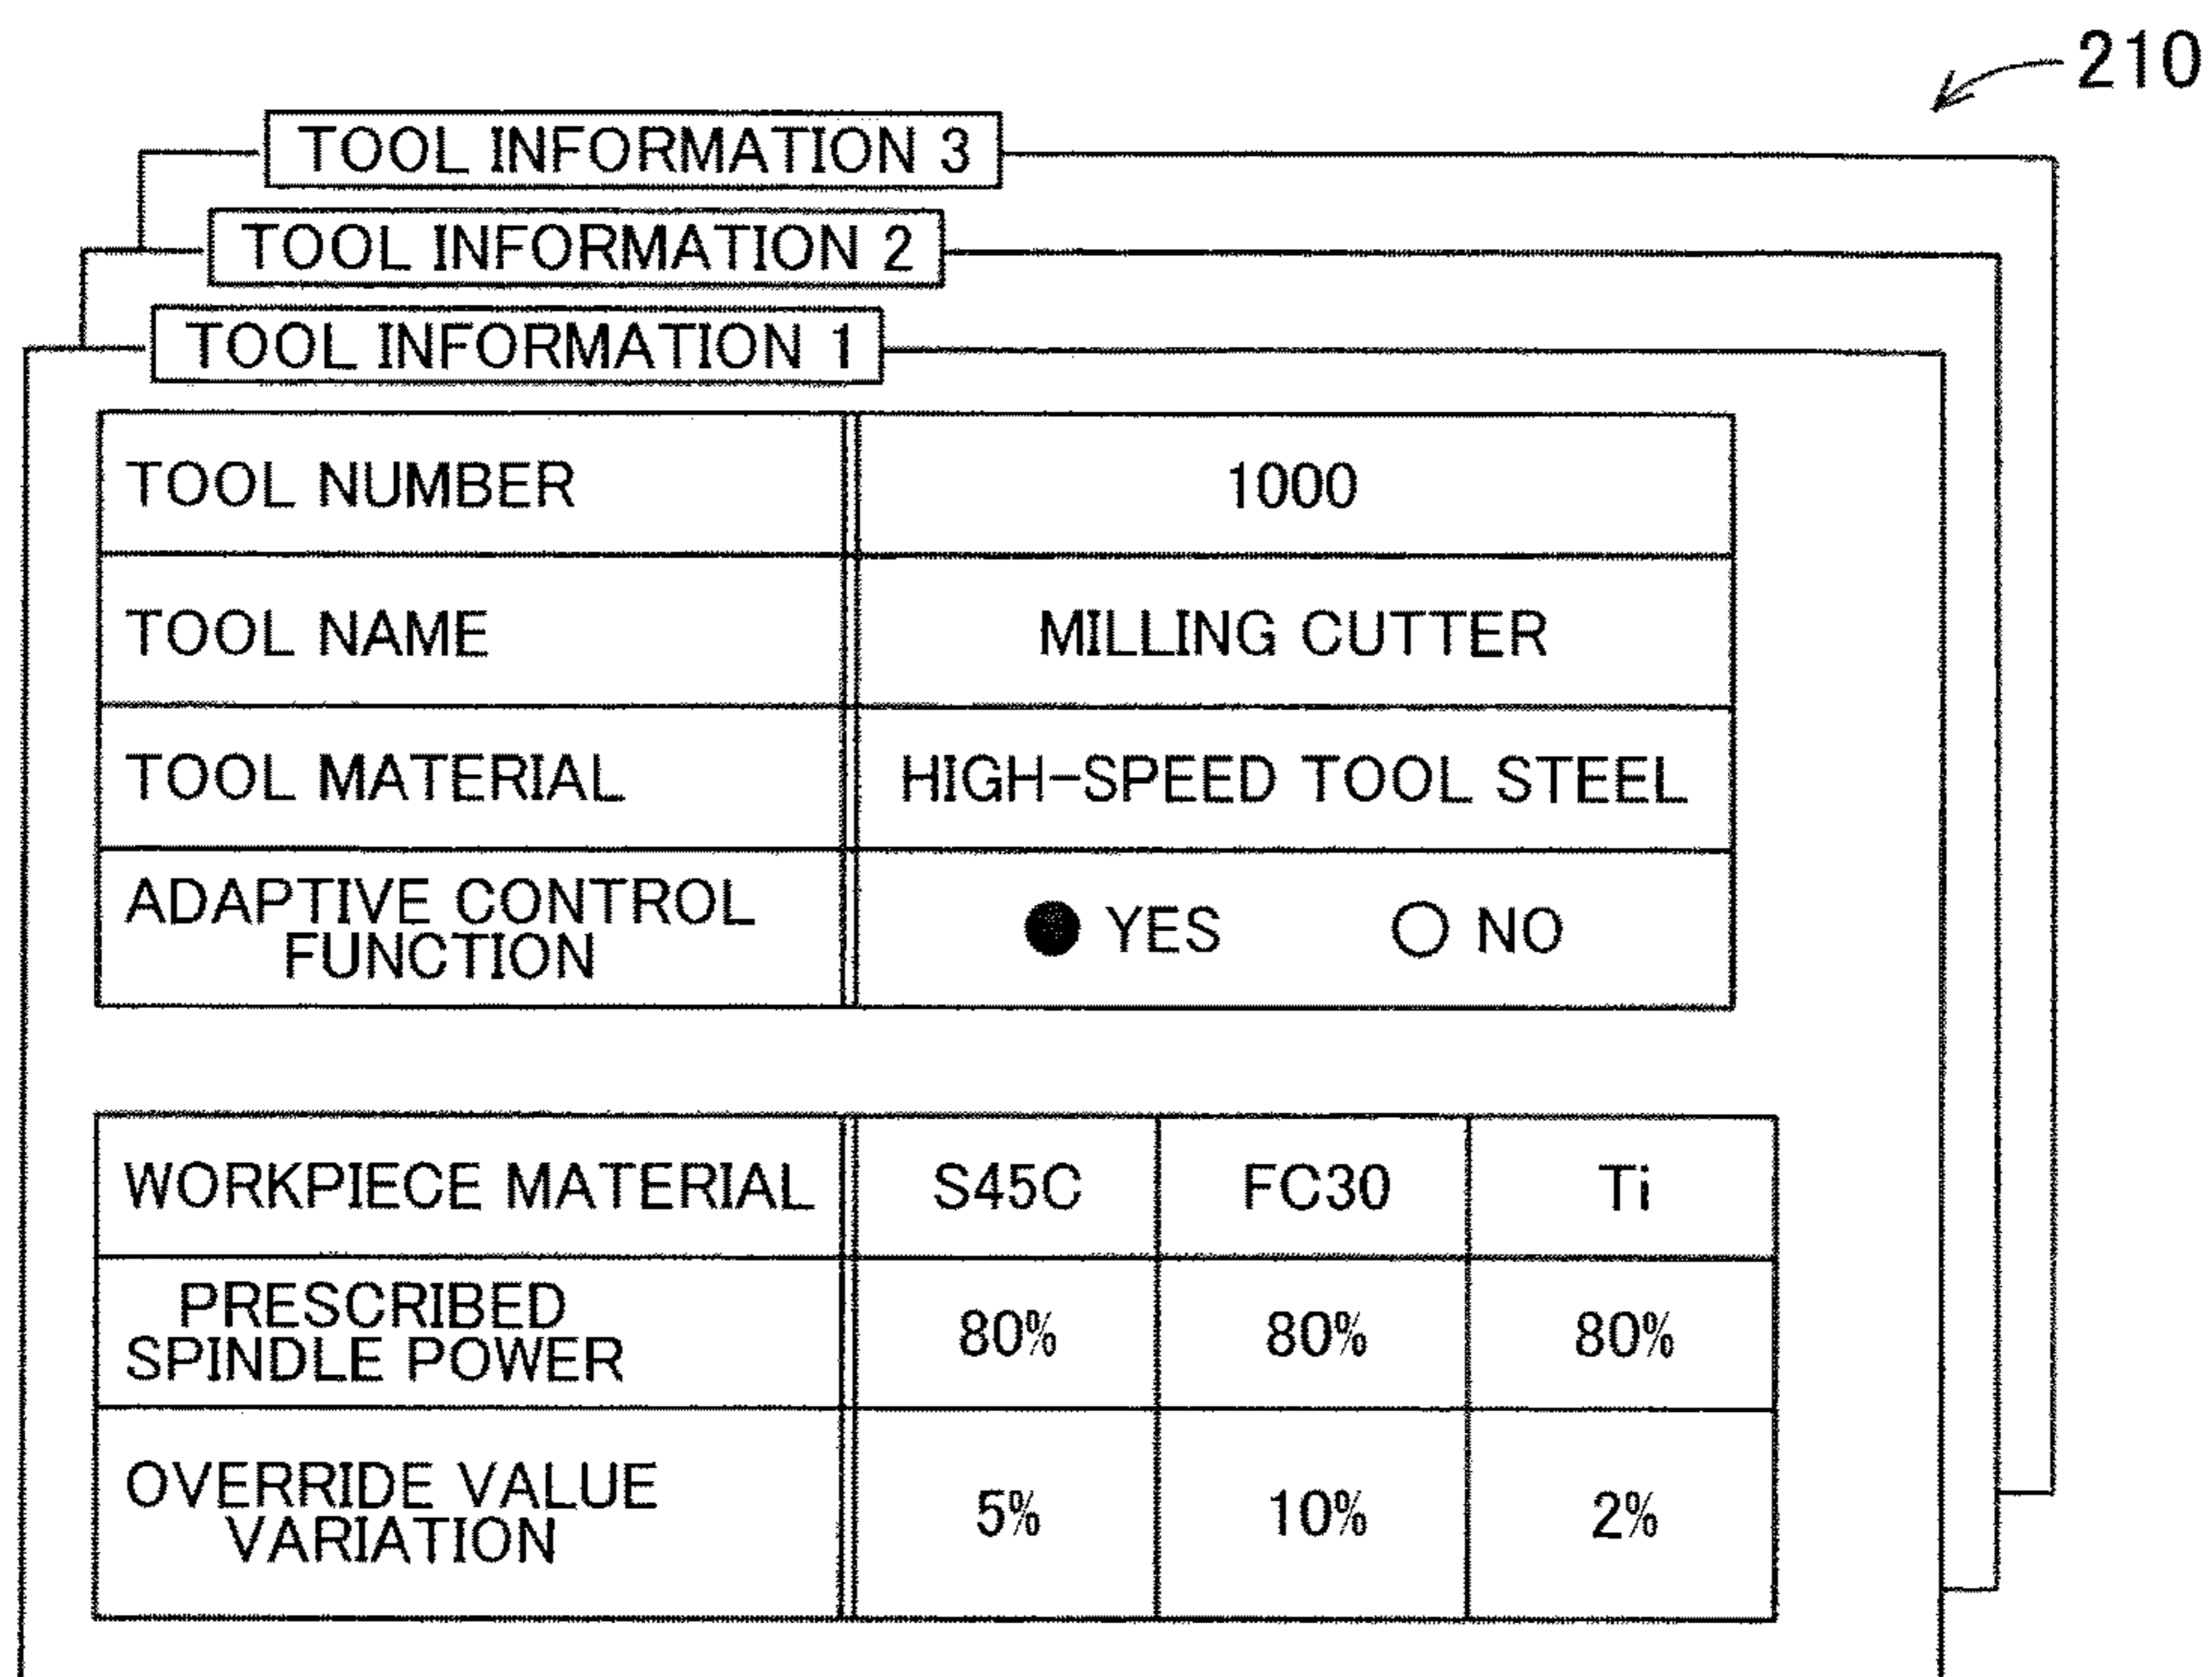 210
TOOL INFORMATION 3
TOOL INFORMATION 2
TOOL INFORMATION 1
TOOL NUMBER 1000
TOOL NAME MILLING CUTTER
TOOL MATERIAL HIGH-SPEED TOOL STEEL
ADAPTIVE CONTROL
FUNCTION
YES NO
WORKPIECE MATERIAL S45C FC30 Ti
PRESCRIBED
SPINDLE POWER
80% 80% 80%
OVERRIDE VALUE
VARIATION
5% 10% 2%